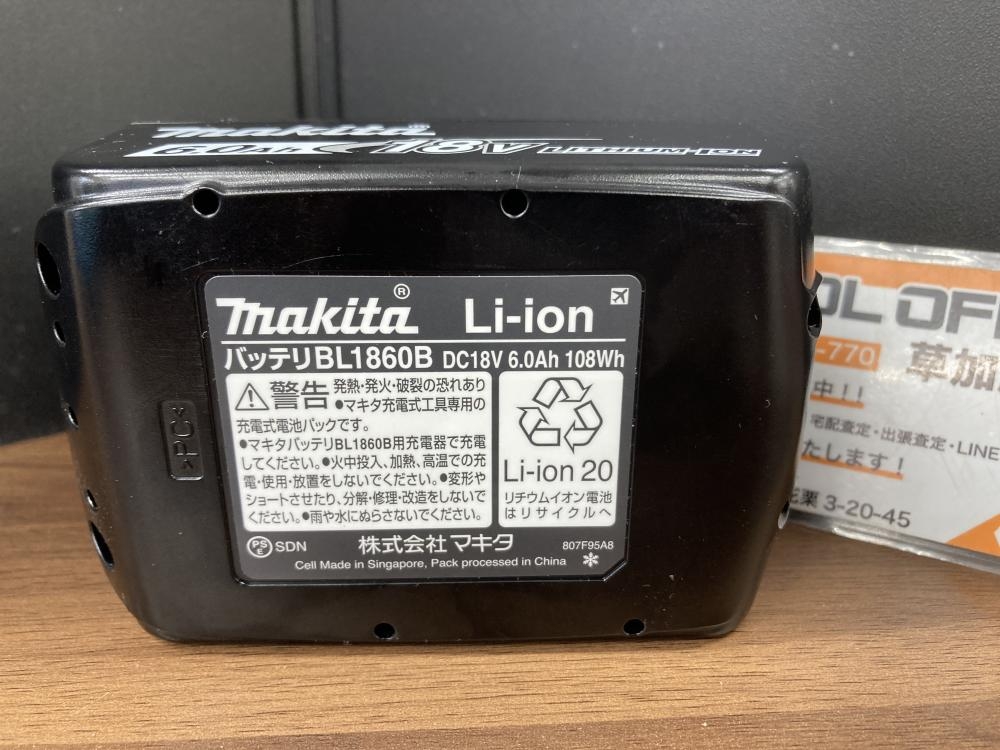 makita
6.0Ah 18V Li-ion
makita® Li-ion
バッテリBL1860B DC18V 6.0Ah 108Wh
警告 発熱・発火・破裂の恐れあり
●マキタ充電式工具専用の
充電式電池パックです。
●マキタバッテリBL1860B用充電器で充電
してください。●火中投入、加熱、高温での充
電・使用・放置をしないでください。●変形や
ショートさせたり、分解・修理・改造をしないで
ください。●雨や水にぬらさないでください。
Li-ion 20
リチウムイオン電池
はリサイクルへ
PS
E SDN 株式会社マキタ 807F95A8
Cell Made in Singapore, Pack processed in China
>PC<
OL OF
-770 草加
中!!
宅配査定・出張査定・LINE
たします!
花栗 3-20-45